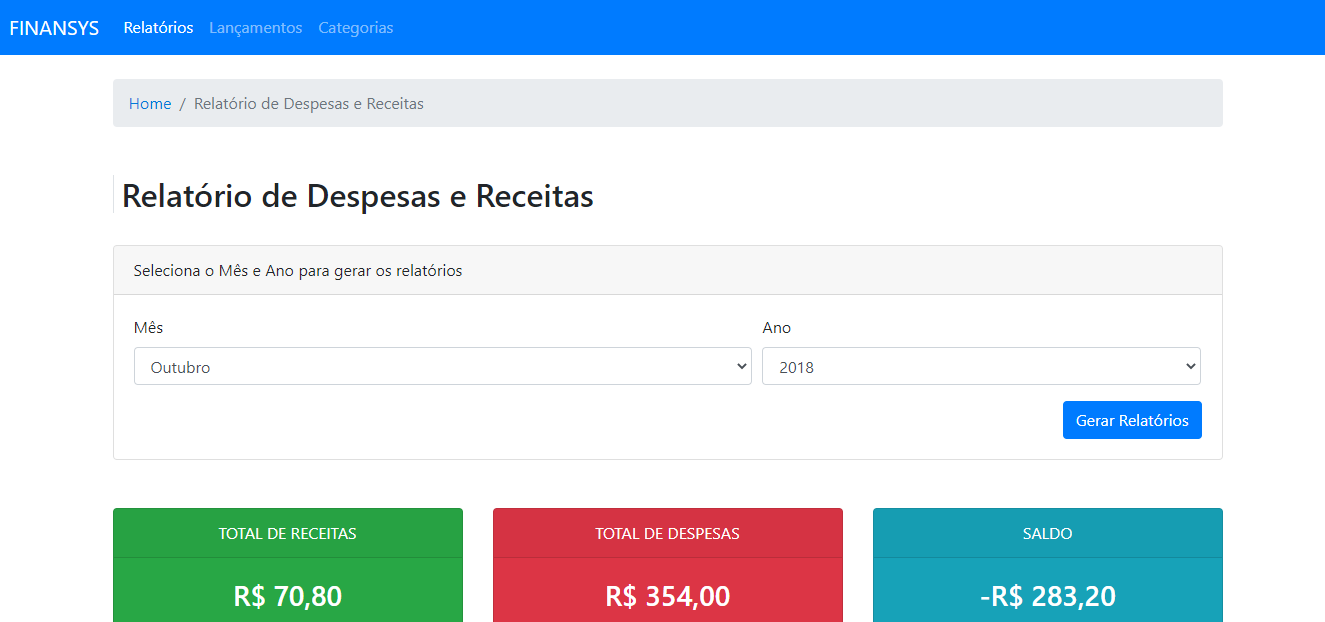 FINANSYS Relatórios Lançamentos Categorias
Home / Relatório de Despesas e Receitas
Relatório de Despesas e Receitas
Seleciona o Mês e Ano para gerar os relatórios
Mês Ano
Outubro 2018
Gerar Relatórios
TOTAL DE RECEITAS TOTAL DE DESPESAS SALDO
R$ 70,80 R$ 354,00 -R$ 283,20